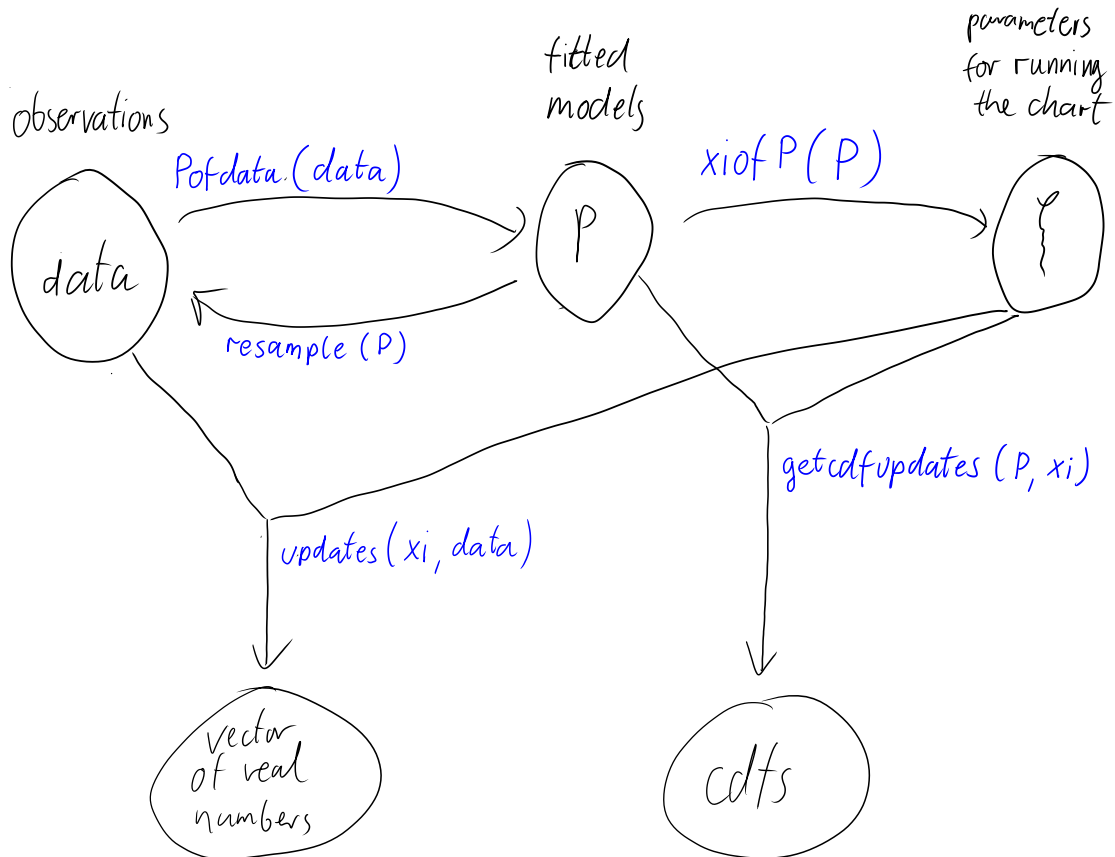 observations
fitted
models
parameters
for running
the chart
Pofdata(data)
xiofP(P)
data
P
ξ
resample(P)
getcdfupdates(P, xi)
updates(xi, data)
vector
of real
numbers
cdfs